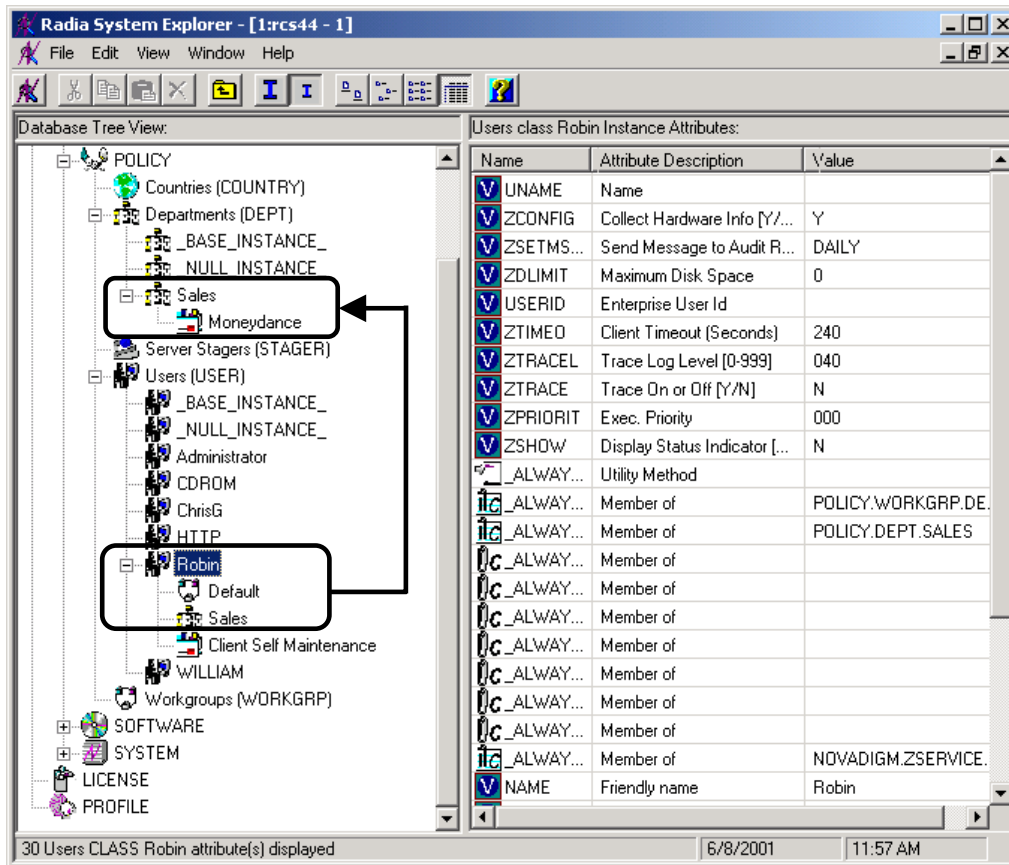 Radia System Explorer - [1:rcs44 - 1]
File Edit View Window Help
Database Tree View:
POLICY
Countries (COUNTRY)
Departments (DEPT)
_BASE_INSTANCE_
_NULL_INSTANCE_
Sales
Moneydance
Server Stagers (STAGER)
Users (USER)
_BASE_INSTANCE_
_NULL_INSTANCE_
Administrator
CDROM
ChrisG
HTTP
Robin
Default
Sales
Client Self Maintenance
WILLIAM
Workgroups (WORKGRP)
SOFTWARE
SYSTEM
LICENSE
PROFILE
Users class Robin Instance Attributes:
Name Attribute Description Value
UNAME Name
ZCONFIG Collect Hardware Info [Y/... Y
ZSETMS... Send Message to Audit R... DAILY
ZDLIMIT Maximum Disk Space 0
USERID Enterprise User Id
ZTIMEO Client Timeout (Seconds) 240
ZTRACEL Trace Log Level [0-999] 040
ZTRACE Trace On or Off [Y/N] N
ZPRIORIT Exec. Priority 000
ZSHOW Display Status Indicator [... N
_ALWAY... Utility Method
_ALWAY... Member of POLICY.WORKGRP.DE.
_ALWAY... Member of POLICY.DEPT.SALES
_ALWAY... Member of
_ALWAY... Member of
_ALWAY... Member of
_ALWAY... Member of
_ALWAY... Member of
_ALWAY... Member of
_ALWAY... Member of
_ALWAY... Member of NOVADIGM.ZSERVICE.
NAME Friendly name Robin
30 Users CLASS Robin attribute(s) displayed 6/8/2001 11:57 AM